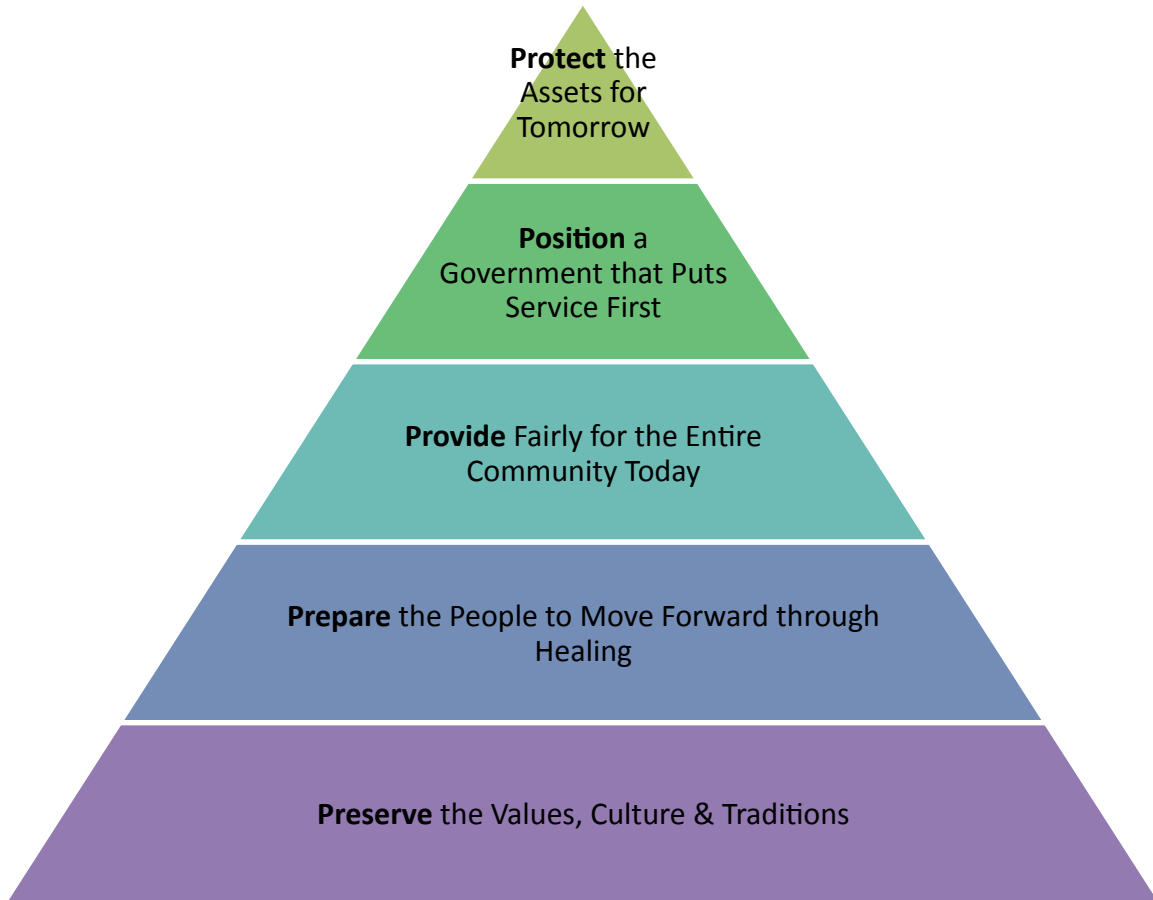 Protect the
Assets for
Tomorrow
Position a
Government that Puts
Service First
Provide Fairly for the Entire
Community Today
Prepare the People to Move Forward through
Healing
Preserve the Values, Culture & Traditions